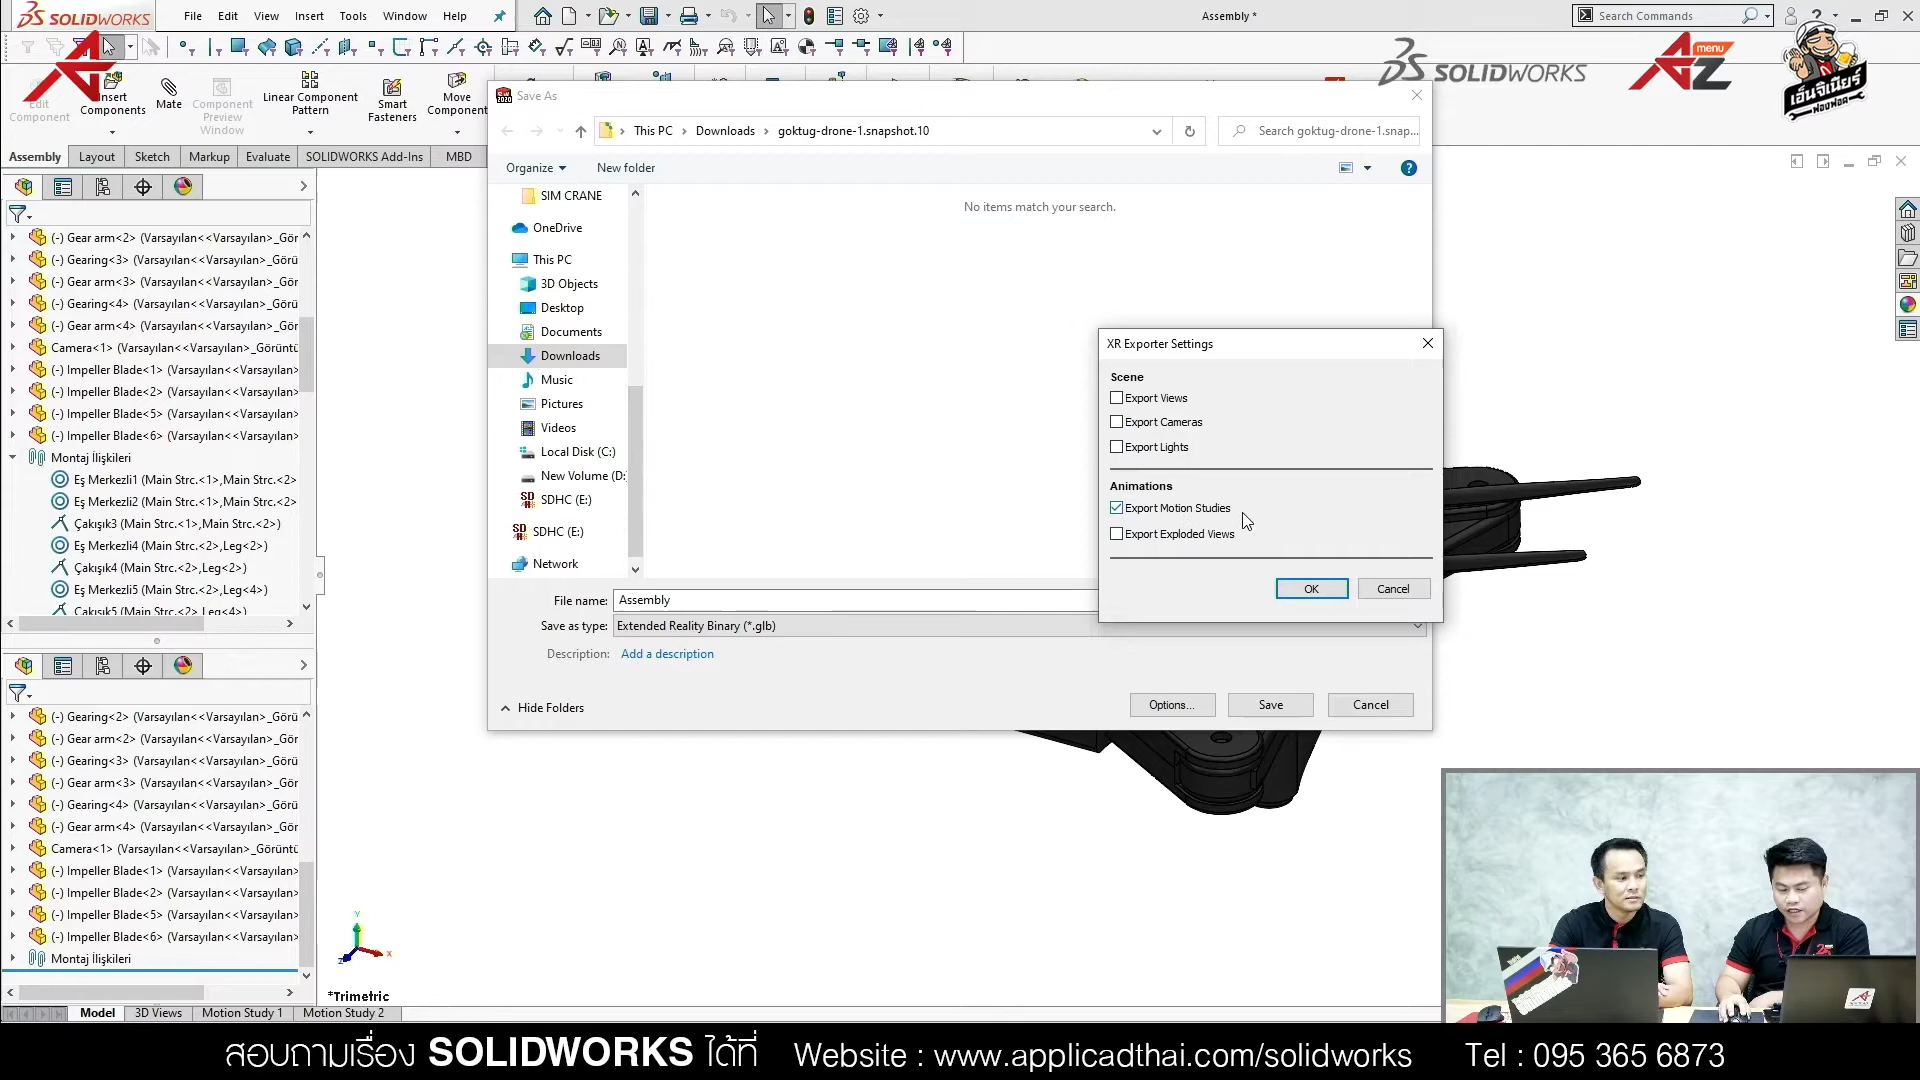 SOLIDWORKS
File Edit View Insert Tools Window Help
Assembly *
Search Commands
SOLIDWORKS
menu
AZ
เอ็นจิเนียร์
Edit Component
Insert Components
Mate
Component Preview Window
Linear Component Pattern
Smart Fasteners
Move Component
Assembly Layout Sketch Markup Evaluate SOLIDWORKS Add-Ins MBD
(-) Gear arm<2> (Varsayılan<<Varsayılan>_Gör
(-) Gearing<3> (Varsayılan<<Varsayılan>_Görü
(-) Gear arm<3> (Varsayılan<<Varsayılan>_Gör
(-) Gearing<4> (Varsayılan<<Varsayılan>_Görü
(-) Gear arm<4> (Varsayılan<<Varsayılan>_Gör
Camera<1> (Varsayılan<<Varsayılan>_Görüntü
(-) Impeller Blade<1> (Varsayılan<<Varsayılan>
(-) Impeller Blade<2> (Varsayılan<<Varsayılan>
(-) Impeller Blade<5> (Varsayılan<<Varsayılan>
(-) Impeller Blade<6> (Varsayılan<<Varsayılan>
Montaj İlişkileri
Eş Merkezli1 (Main Strc.<1>,Main Strc.<2>
Eş Merkezli2 (Main Strc.<1>,Main Strc.<2>
Çakışık3 (Main Strc.<1>,Main Strc.<2>)
Eş Merkezli4 (Main Strc.<2>,Leg<2>)
Çakışık4 (Main Strc.<2>,Leg<2>)
Eş Merkezli5 (Main Strc.<2>,Leg<4>)
Çakışık5 (Main Strc.<2>,Leg<4>)
(-) Gearing<2> (Varsayılan<<Varsayılan>_Görü
(-) Gear arm<2> (Varsayılan<<Varsayılan>_Gör
(-) Gearing<3> (Varsayılan<<Varsayılan>_Görü
(-) Gear arm<3> (Varsayılan<<Varsayılan>_Gör
(-) Gearing<4> (Varsayılan<<Varsayılan>_Görü
(-) Gear arm<4> (Varsayılan<<Varsayılan>_Gör
Camera<1> (Varsayılan<<Varsayılan>_Görüntü
(-) Impeller Blade<1> (Varsayılan<<Varsayılan>
(-) Impeller Blade<2> (Varsayılan<<Varsayılan>
(-) Impeller Blade<5> (Varsayılan<<Varsayılan>
(-) Impeller Blade<6> (Varsayılan<<Varsayılan>
Montaj İlişkileri
Save As
This PC > Downloads > goktug-drone-1.snapshot.10
Search goktug-drone-1.snap...
Organize New folder
No items match your search.
SIM CRANE
OneDrive
This PC
3D Objects
Desktop
Documents
Downloads
Music
Pictures
Videos
Local Disk (C:)
New Volume (D:
SDHC (E:)
SDHC (E:)
Network
File name: Assembly
Save as type: Extended Reality Binary (*.glb)
Description: Add a description
Hide Folders
Options... Save Cancel
XR Exporter Settings
Scene
Export Views
Export Cameras
Export Lights
Animations
Export Motion Studies
Export Exploded Views
OK Cancel
Y
X
Z
*Trimetric
Model 3D Views Motion Study 1 Motion Study 2
สอบถามเรื่อง SOLIDWORKS ได้ที่ Website : www.applicadthai.com/solidworks Tel : 095 365 6873